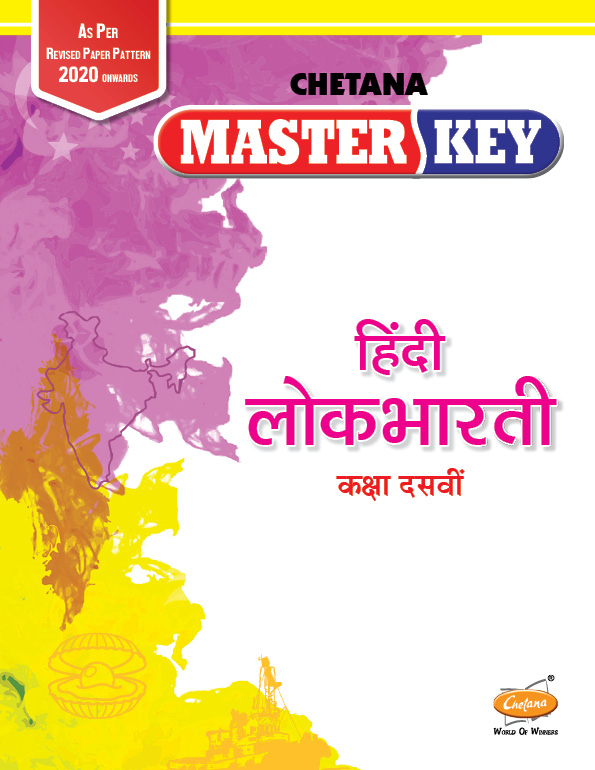 AS PER
REVISED PAPER PATTERN
2020 ONWARDS
CHETANA
MASTER KEY
हिंदी
लोकभारती
कक्षा दसवीं
Chetana
®
WORLD OF WINNERS